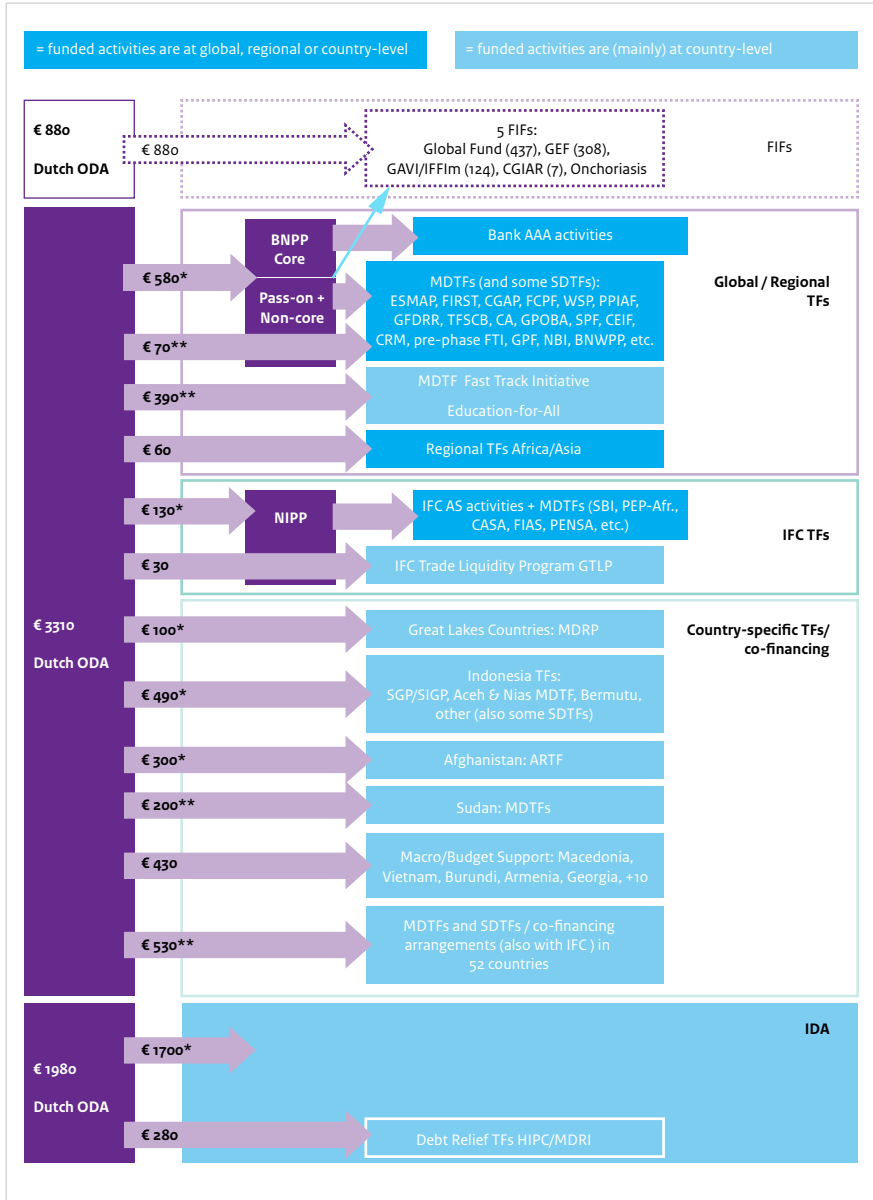 = funded activities are at global, regional or country-level
= funded activities are (mainly) at country-level
€ 880
Dutch ODA
€ 880
5 FIFs:
Global Fund (437), GEF (308),
GAVI/IFFIm (124), CGIAR (7), Onchoriasis
FIFs
€ 3310
Dutch ODA
€ 580*
BNPP
Core
Bank AAA activities
Pass-on +
Non-core
€ 70**
MDTFs (and some SDTFs):
ESMAP, FIRST, CGAP, FCPF, WSP, PPIAF,
GFDRR, TFSCB, CA, GPOBA, SPF, CEIF,
CRM, pre-phase FTI, GPF, NBI, BNWPP, etc.
Global / Regional
TFs
€ 390**
MDTF Fast Track Initiative
Education-for-All
€ 60
Regional TFs Africa/Asia
€ 130*
NIPP
IFC AS activities + MDTFs (SBI, PEP-Afr.,
CASA, FIAS, PENSA, etc.)
IFC TFs
€ 30
IFC Trade Liquidity Program GTLP
€ 100*
Great Lakes Countries: MDRP
Country-specific TFs/
co-financing
€ 490*
Indonesia TFs:
SGP/SIGP, Aceh & Nias MDTF, Bermutu,
other (also some SDTFs)
€ 300*
Afghanistan: ARTF
€ 200**
Sudan: MDTFs
€ 430
Macro/Budget Support: Macedonia,
Vietnam, Burundi, Armenia, Georgia, +10
€ 530**
MDTFs and SDTFs / co-financing
arrangements (also with IFC ) in
52 countries
€ 1980
Dutch ODA
€ 1700*
IDA
€ 280
Debt Relief TFs HIPC/MDRI